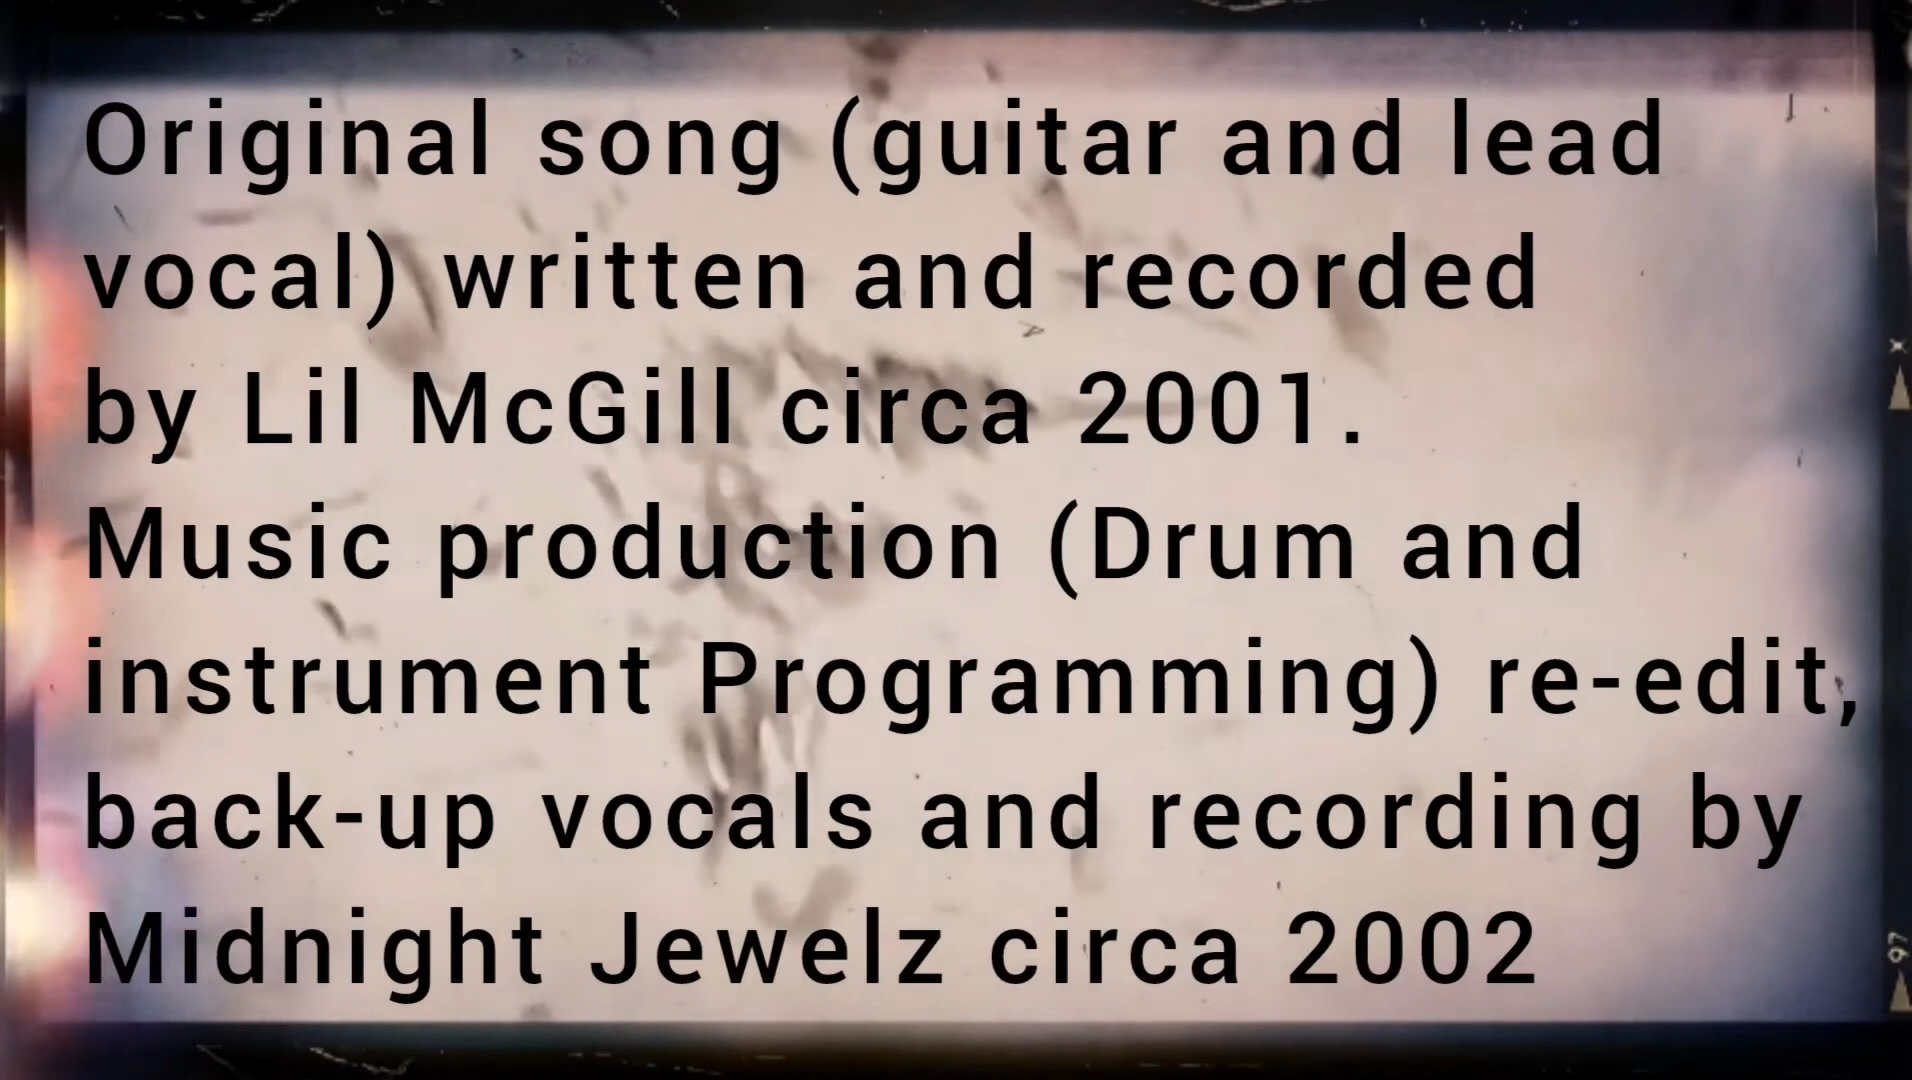 Original song (guitar and lead
vocal) written and recorded
by Lil McGill circa 2001.
Music production (Drum and
instrument Programming) re-edit,
back-up vocals and recording by
Midnight Jewelz circa 2002
97